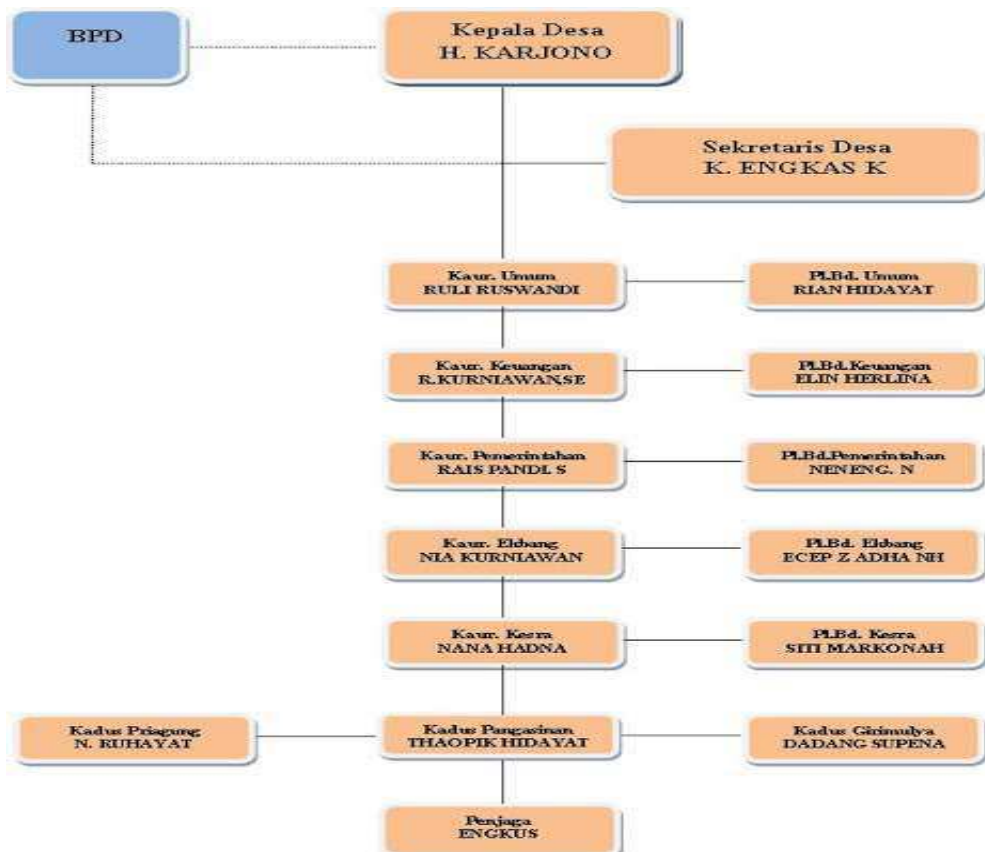 BPD
Kepala Desa
H. KARJONO
Sekretaris Desa
K. ENGKAS K
Kaur. Umum
RULI RUSWANDI
Pl.Bd. Umum
RIAN HIDAYAT
Kaur. Keuangan
R.KURNIAWAN,SE
Pl.Bd.Keuangan
ELIN HERLINA
Kaur. Pemerintahan
RAIS PANDI. S
Pl.Bd.Pemerintahan
NENENG. N
Kaur. Ekbang
NIA KURNIAWAN
Pl.Bd. Ekbang
ECEP Z ADHA NH
Kaur. Kesra
NANA HADNA
Pl.Bd. Kesra
SITI MARKONAH
Kadus Priagung
N. RUHAYAT
Kadus Pangasinan
THAOPIK HIDAYAT
Kadus Girimulya
DADANG SUPENA
Penjaga
ENGKUS